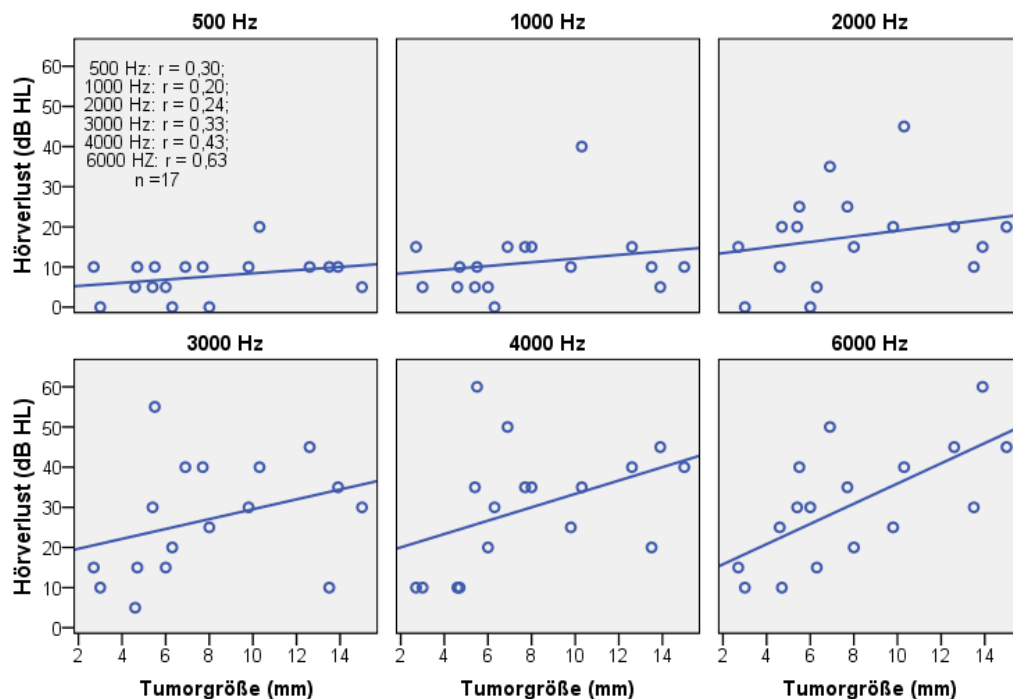 500 Hz
1000 Hz
2000 Hz
Hörverlust (dB HL)
60
50
40
30
20
10
0
500 Hz: r = 0,30;
1000 Hz: r = 0,20;
2000 Hz: r = 0,24;
3000 Hz: r = 0,33;
4000 Hz: r = 0,43;
6000 HZ: r = 0,63
n =17
3000 Hz
4000 Hz
6000 Hz
Hörverlust (dB HL)
60
50
40
30
20
10
0
2 4 6 8 10 12 14
2 4 6 8 10 12 14
2 4 6 8 10 12 14
Tumorgröße (mm)
Tumorgröße (mm)
Tumorgröße (mm)